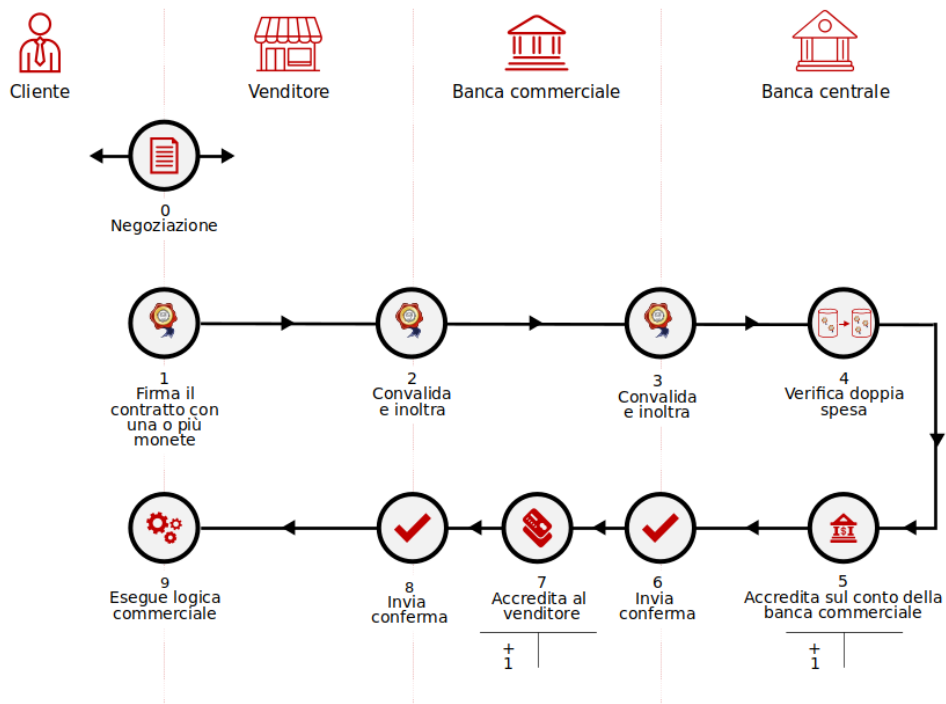 Cliente
Venditore
Banca commerciale
Banca centrale
0
Negoziazione
1
Firma il
contratto con
una o più
monete
2
Convalida
e inoltra
3
Convalida
e inoltra
4
Verifica doppia
spesa
9
Esegue logica
commerciale
8
Invia
conferma
7
Accredita al
venditore
+
1
6
Invia
conferma
5
Accredita sul conto della
banca commerciale
+
1